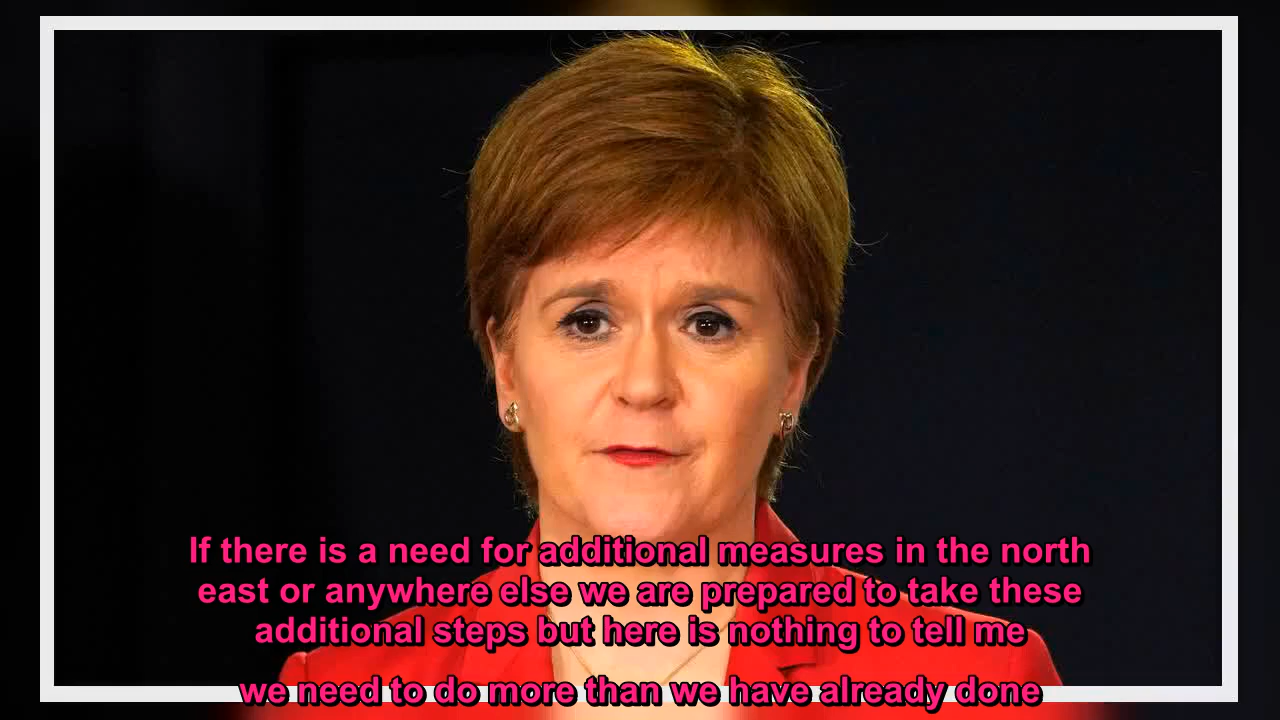 If there is a need for additional measures in the north
east or anywhere else we are prepared to take these
additional steps but here is nothing to tell me
we need to do more than we have already done